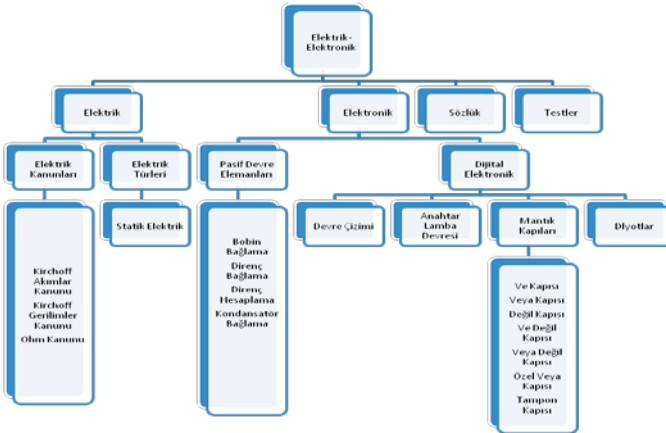 Elektrik-
Elektronik
Elektrik
Elektronik
Sözlük
Testler
Elektrik
Kanunları
Elektrik
Türleri
Pasif Devre
Elemanları
Dijital
Elektronik
Kirchoff
Akımlar
Kanunu
Kirchoff
Gerilimler
Kanunu
Ohm Kanunu
Statik Elektrik
Bobin
Bağlama
Direnç
Bağlama
Direnç
Hesaplama
Kondansatör
Bağlama
Devre Çizimi
Anahtar
Lamba
Devresi
Mantık
Kapıları
Diyotlar
Ve Kapısı
Veya Kapısı
Değil Kapısı
Ve Değil
Kapısı
Veya Değil
Kapısı
Özel Veya
Kapısı
Tampon
Kapısı